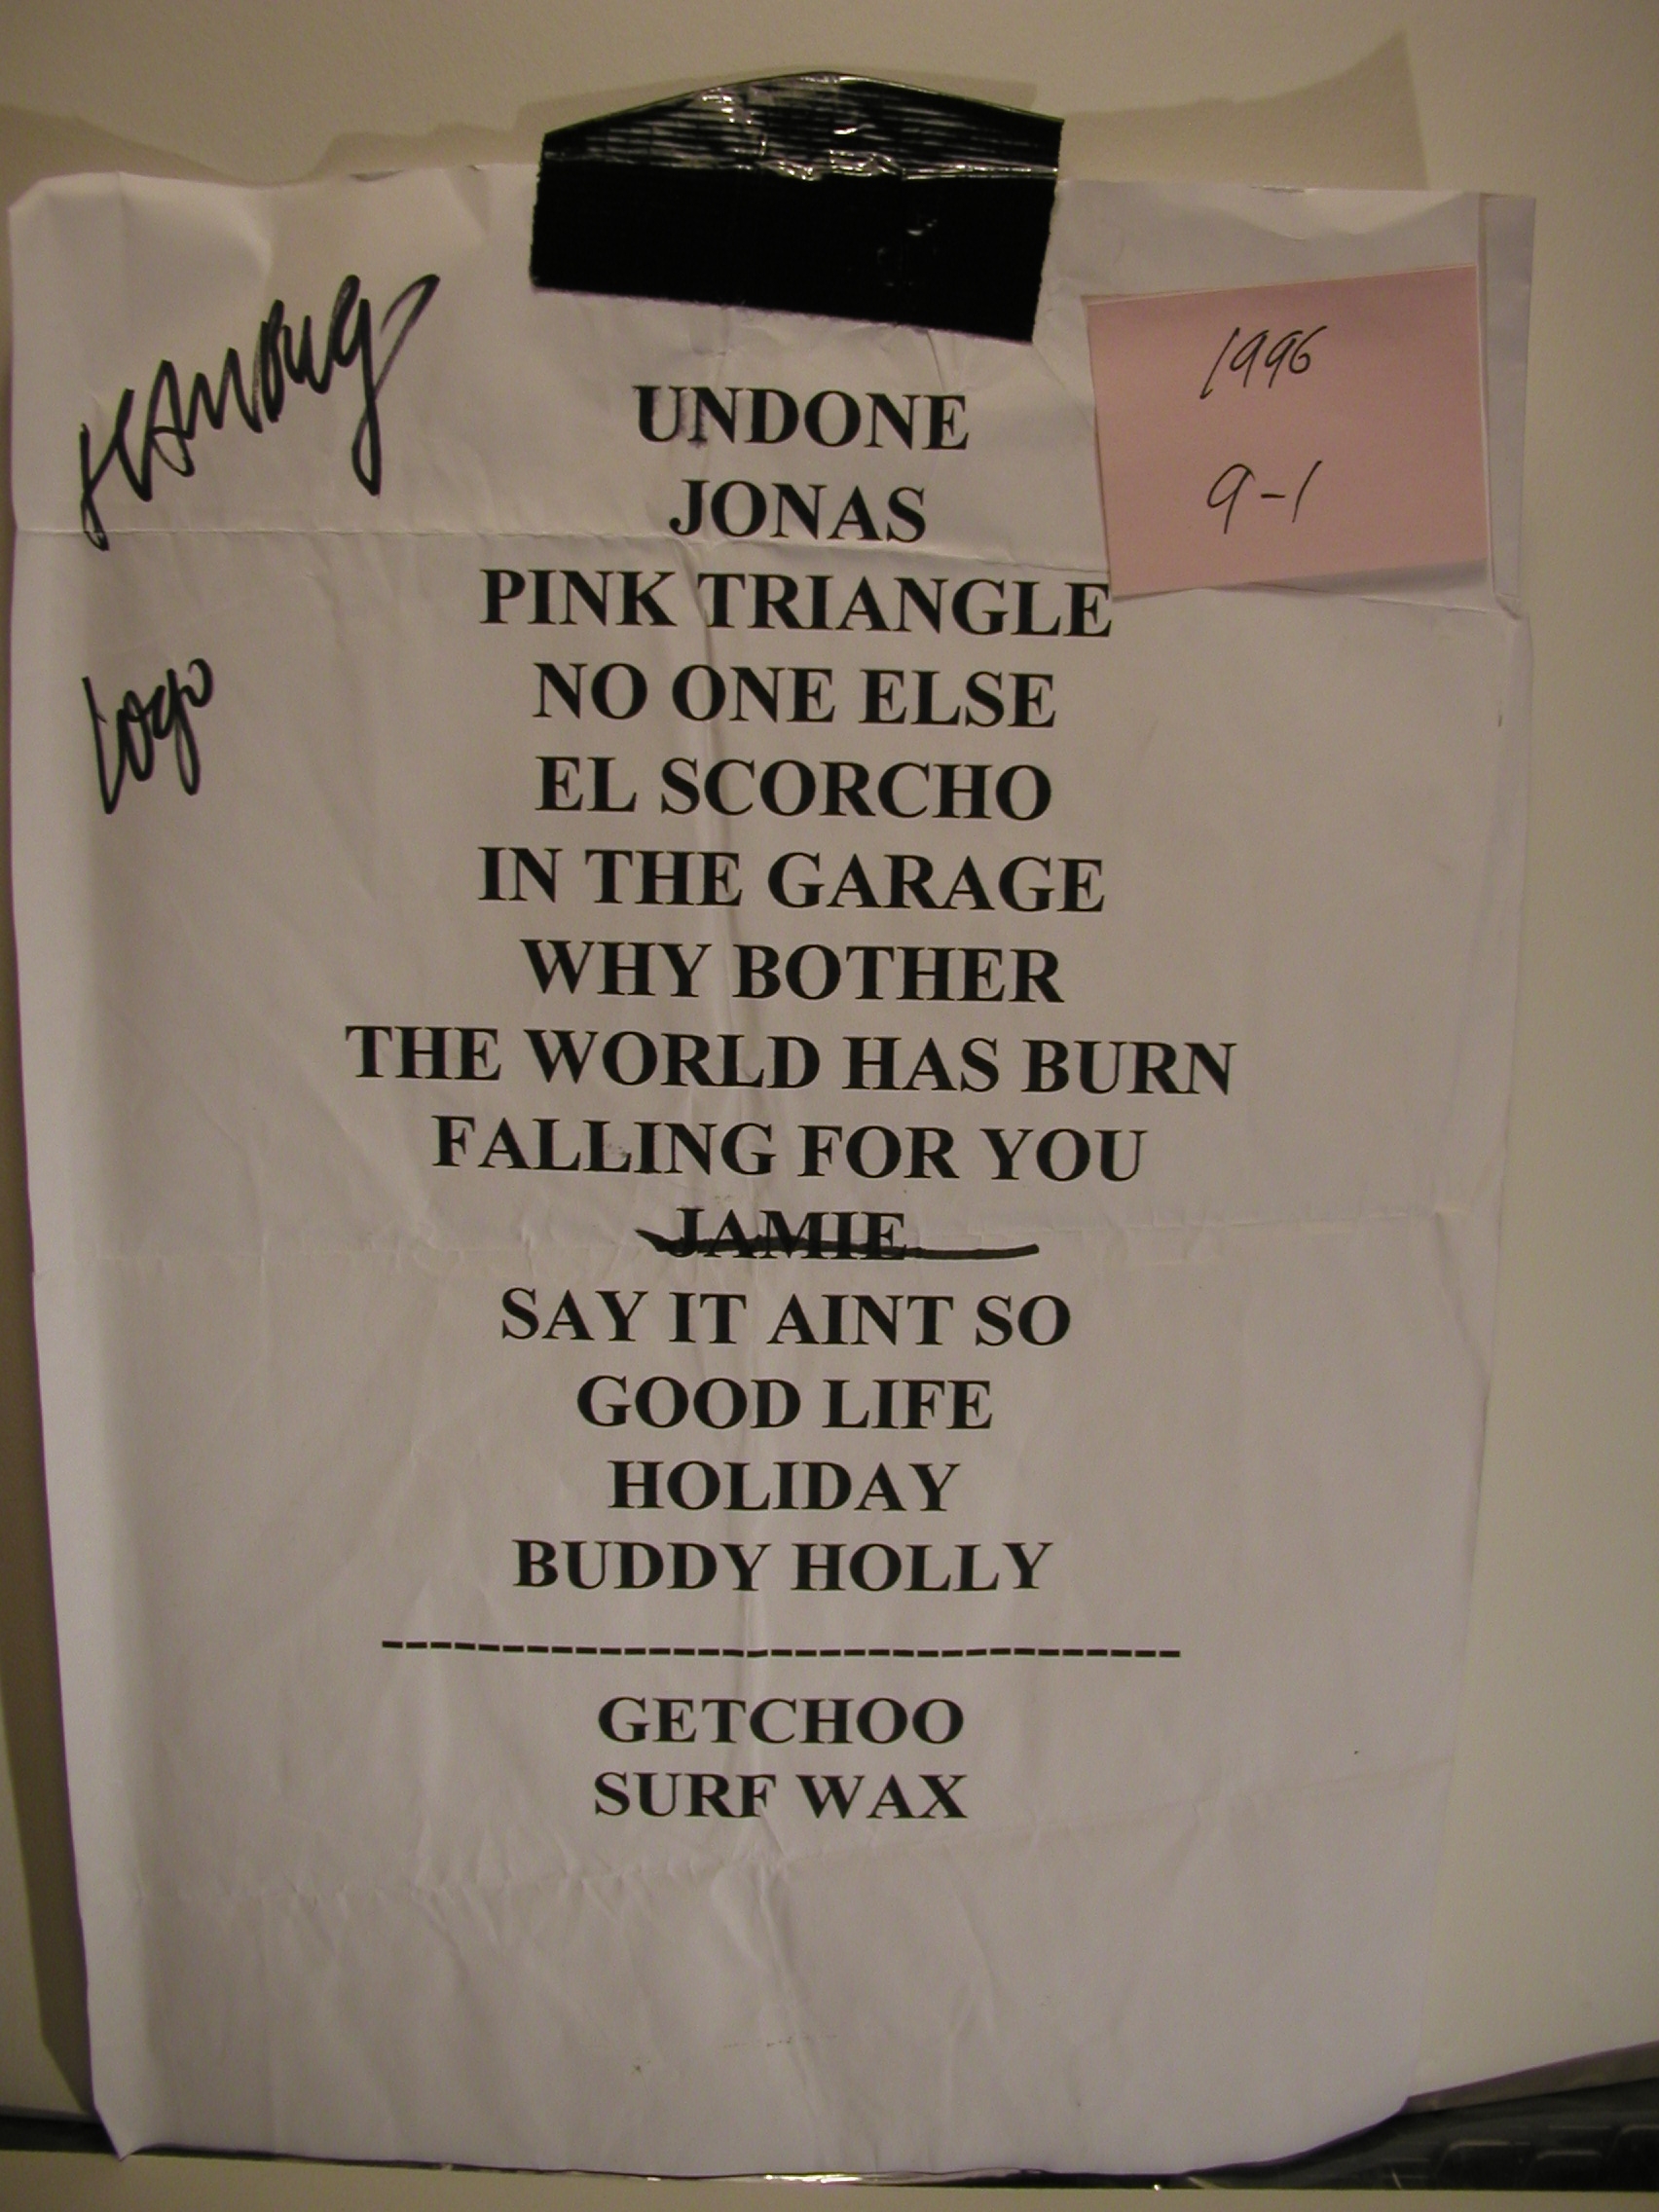 HAMBURG
1996
9-1
UNDONE
JONAS
PINK TRIANGLE
Logo
NO ONE ELSE
EL SCORCHO
IN THE GARAGE
WHY BOTHER
THE WORLD HAS BURN
FALLING FOR YOU
JAMIE
SAY IT AINT SO
GOOD LIFE
HOLIDAY
BUDDY HOLLY
---------------------------------
GETCHOO
SURF WAX